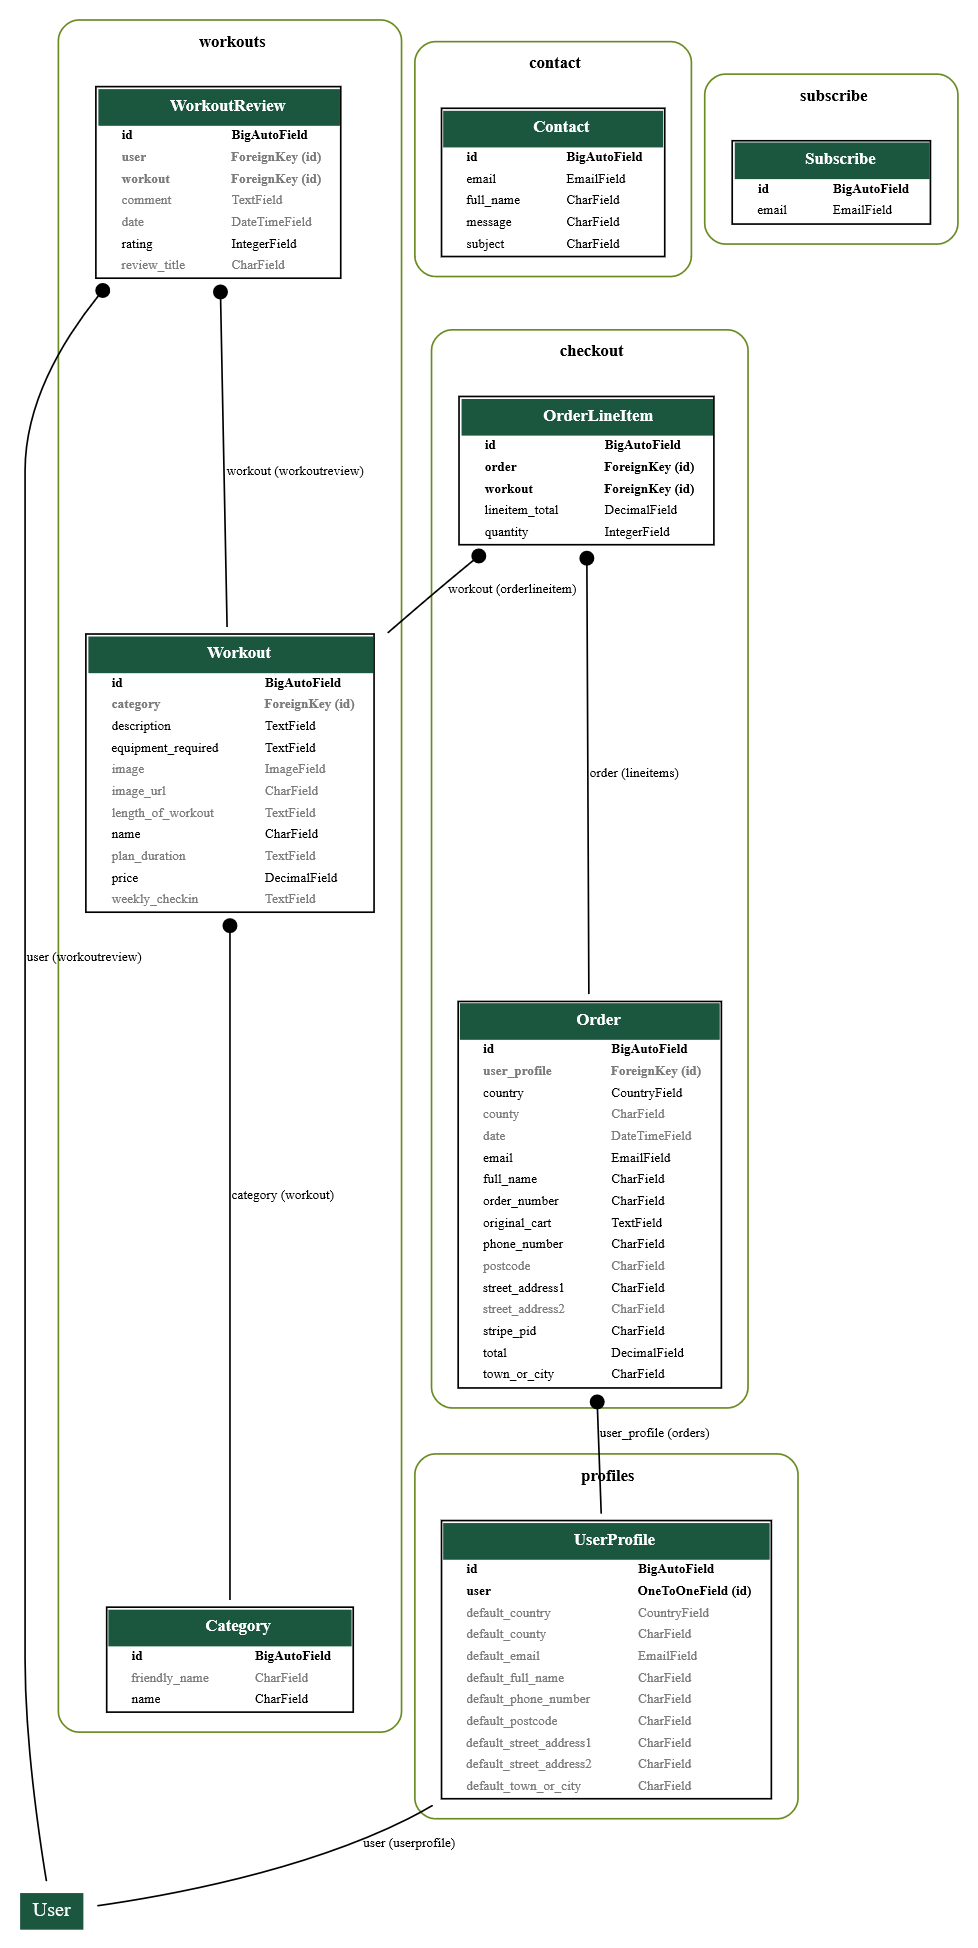 workouts
WorkoutReview
id BigAutoField
user ForeignKey (id)
workout ForeignKey (id)
comment TextField
date DateTimeField
rating IntegerField
review_title CharField
contact
Contact
id BigAutoField
email EmailField
full_name CharField
message CharField
subject CharField
subscribe
Subscribe
id BigAutoField
email EmailField
checkout
OrderLineItem
id BigAutoField
order ForeignKey (id)
workout ForeignKey (id)
lineitem_total DecimalField
quantity IntegerField
workout (workoutreview)
workout (orderlineitem)
Workout
id BigAutoField
category ForeignKey (id)
description TextField
equipment_required TextField
image ImageField
image_url CharField
length_of_workout TextField
name CharField
plan_duration TextField
price DecimalField
weekly_checkin TextField
order (lineitems)
user (workoutreview)
Order
id BigAutoField
user_profile ForeignKey (id)
country CountryField
county CharField
date DateTimeField
email EmailField
full_name CharField
order_number CharField
original_cart TextField
phone_number CharField
postcode CharField
street_address1 CharField
street_address2 CharField
stripe_pid CharField
total DecimalField
town_or_city CharField
category (workout)
user_profile (orders)
profiles
UserProfile
id BigAutoField
user OneToOneField (id)
default_country CountryField
default_county CharField
default_email EmailField
default_full_name CharField
default_phone_number CharField
default_postcode CharField
default_street_address1 CharField
default_street_address2 CharField
default_town_or_city CharField
Category
id BigAutoField
friendly_name CharField
name CharField
user (userprofile)
User